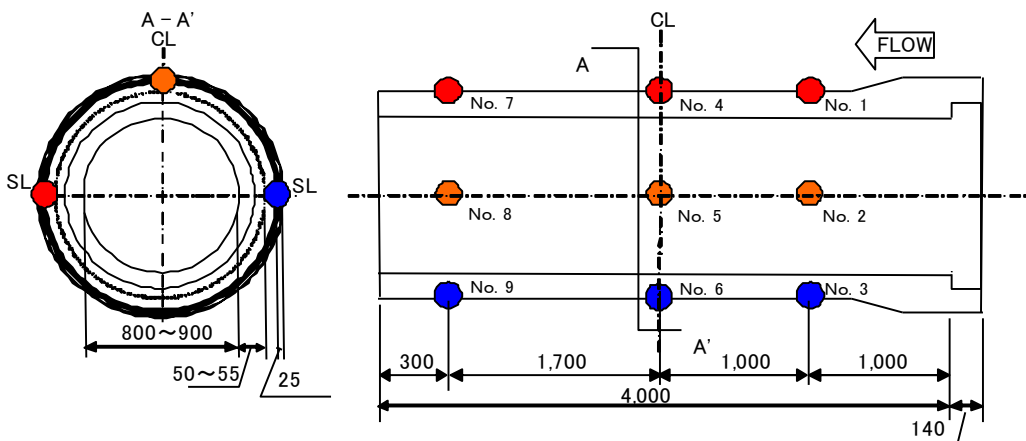 A - A'
CL
SL
SL
800～900
50～55
25
CL
FLOW
A
No. 7
No. 4
No. 1
No. 8
No. 5
No. 2
No. 9
No. 6
No. 3
A'
300
1,700
1,000
1,000
4,000
140